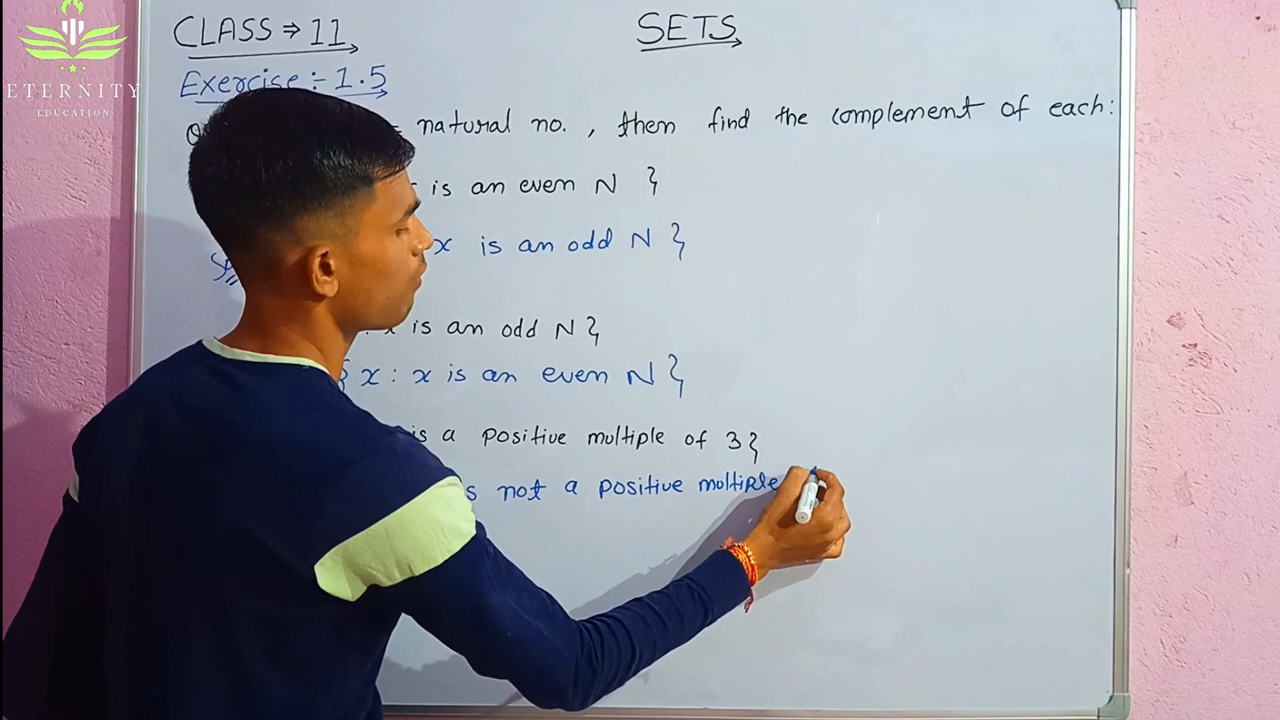 CLASS ⇒ 11
SETS
ETERNITY
EDUCATION
Exercise ÷ 1.5
= natural no. , then find the complement of each:
is an even N }
x is an odd N }
: x is an odd N }
{ x : x is an even N }
is a positive multiple of 3 }
not a positive multiple